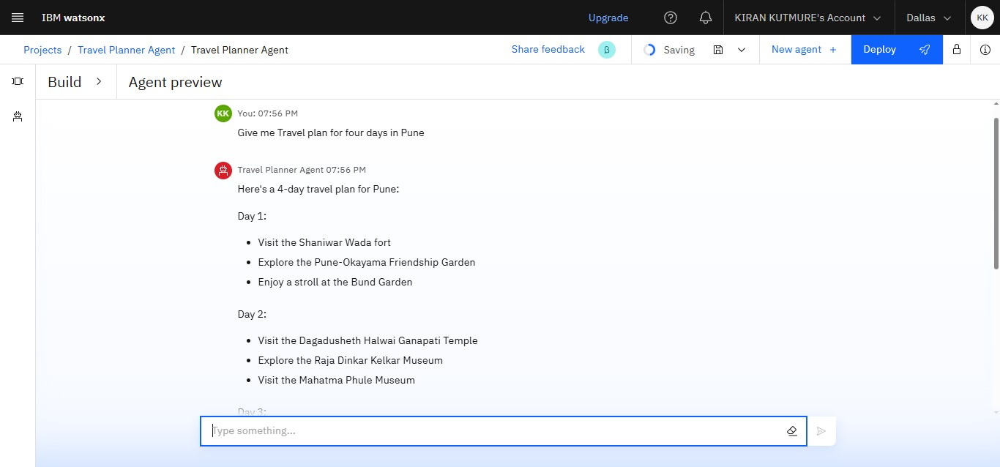 IBM watsonx
Upgrade
KIRAN KUTMURE's Account
Dallas
KK
Projects / Travel Planner Agent / Travel Planner Agent
Share feedback
β
Saving
New agent +
Deploy
Build
Agent preview
KK
You: 07:56 PM
Give me Travel plan for four days in Pune
Travel Planner Agent 07:56 PM
Here's a 4-day travel plan for Pune:
Day 1:
• Visit the Shaniwar Wada fort
• Explore the Pune-Okayama Friendship Garden
• Enjoy a stroll at the Bund Garden
Day 2:
• Visit the Dagadusheth Halwai Ganapati Temple
• Explore the Raja Dinkar Kelkar Museum
• Visit the Mahatma Phule Museum
Day 3:
Type something...